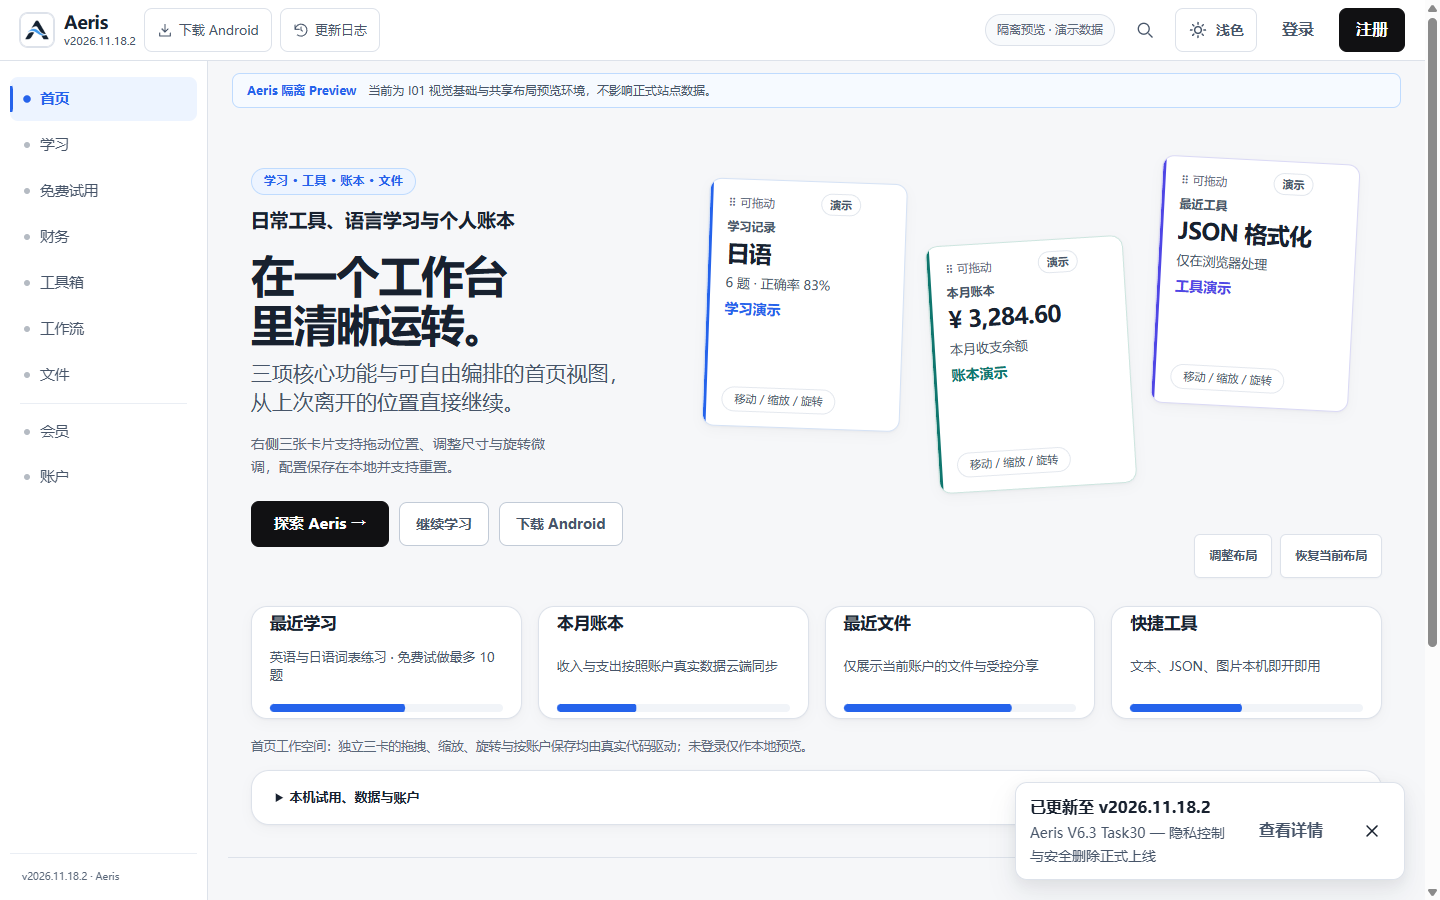 Aeris
v2026.11.18.2
下载 Android
更新日志
隔离预览 · 演示数据
浅色
登录
注册
首页
学习
免费试用
财务
工具箱
工作流
文件
会员
账户
v2026.11.18.2 · Aeris
Aeris 隔离 Preview 当前为 I01 视觉基础与共享布局预览环境，不影响正式站点数据。
学习 • 工具 • 账本 • 文件
日常工具、语言学习与个人账本
在一个工作台
里清晰运转。
三项核心功能与可自由编排的首页视图，
从上次离开的位置直接继续。
右侧三张卡片支持拖动位置、调整尺寸与旋转微
调，配置保存在本地并支持重置。
探索 Aeris →
继续学习
下载 Android
⠿ 可拖动
演示
学习记录
日语
6 题 · 正确率 83%
学习演示
移动 / 缩放 / 旋转
⠿ 可拖动
演示
本月账本
¥ 3,284.60
本月收支余额
账本演示
移动 / 缩放 / 旋转
⠿ 可拖动
演示
最近工具
JSON 格式化
仅在浏览器处理
工具演示
移动 / 缩放 / 旋转
调整布局
恢复当前布局
最近学习
英语与日语词表练习 · 免费试做最多 10
题
本月账本
收入与支出按照账户真实数据云端同步
最近文件
仅展示当前账户的文件与受控分享
快捷工具
文本、JSON、图片本机即开即用
首页工作空间：独立三卡的拖拽、缩放、旋转与按账户保存均由真实代码驱动；未登录仅作本地预览。
▶ 本机试用、数据与账户
已更新至 v2026.11.18.2
Aeris V6.3 Task30 — 隐私控制
与安全删除正式上线
查看详情